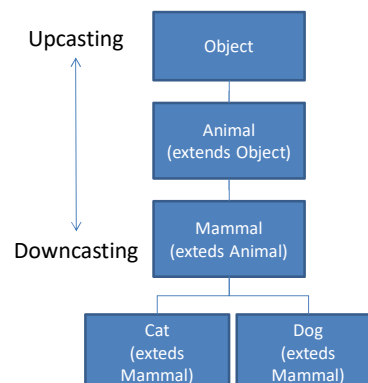 Upcasting
Object
Animal
(extends Object)
Mammal
(exteds Animal)
Downcasting
Cat
(exteds
Mammal)
Dog
(exteds
Mammal)